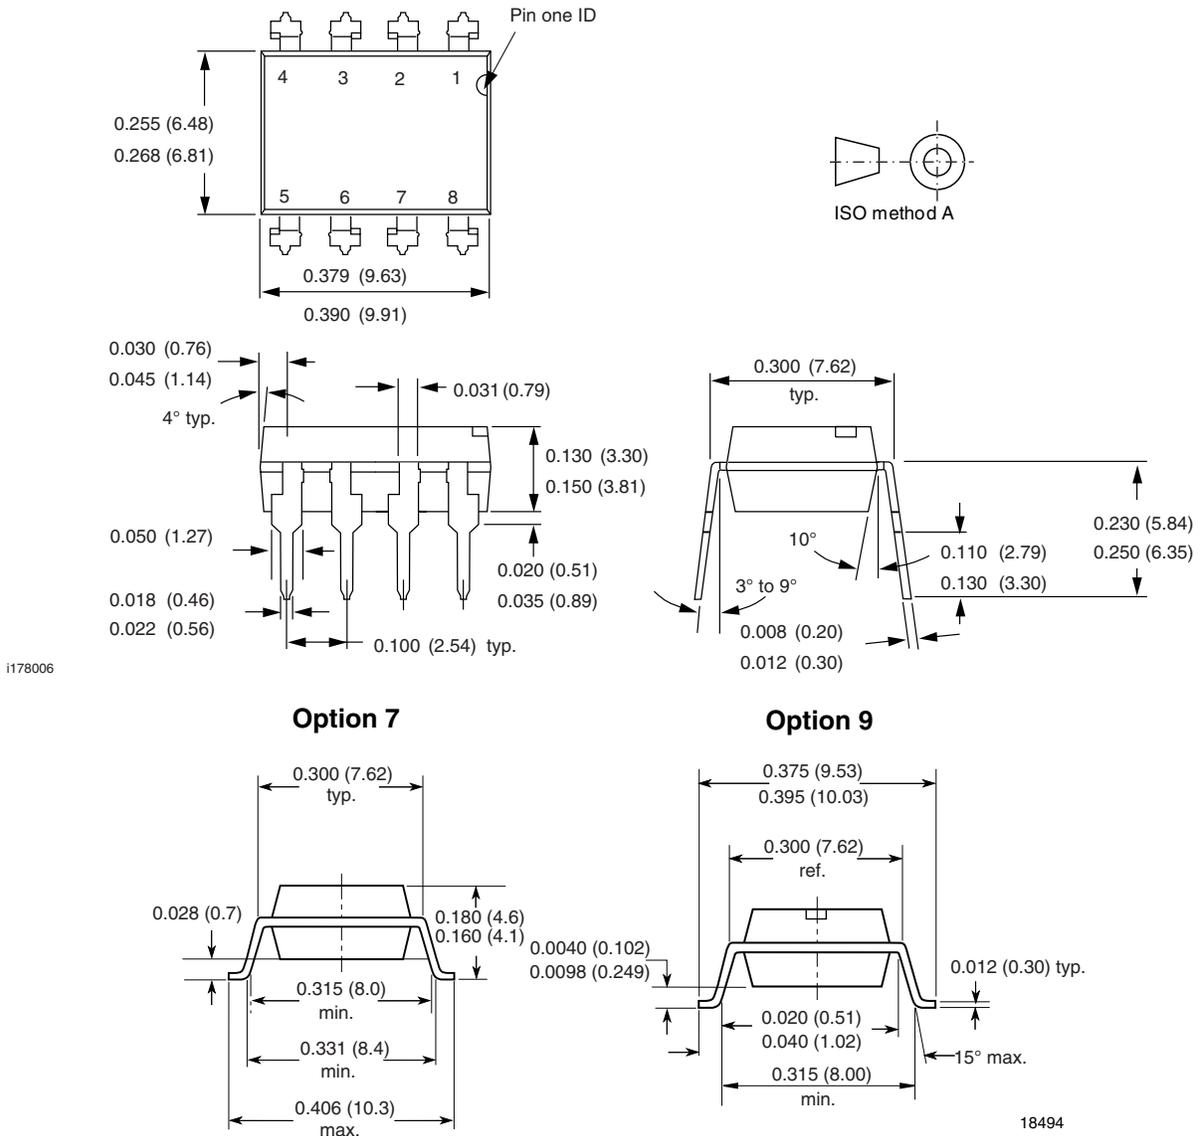 Pin one ID
4 3 2 1
0.255 (6.48)
0.268 (6.81)
5 6 7 8
ISO method A
0.379 (9.63)
0.390 (9.91)
0.030 (0.76)
0.045 (1.14)
4° typ.
0.031 (0.79)
0.130 (3.30)
0.150 (3.81)
0.050 (1.27)
0.020 (0.51)
0.035 (0.89)
0.018 (0.46)
0.022 (0.56)
0.100 (2.54) typ.
0.300 (7.62)
typ.
0.230 (5.84)
0.250 (6.35)
10°
0.110 (2.79)
0.130 (3.30)
3° to 9°
0.008 (0.20)
0.012 (0.30)
i178006
Option 7
0.300 (7.62)
typ.
0.028 (0.7)
0.180 (4.6)
0.160 (4.1)
0.315 (8.0)
min.
0.331 (8.4)
min.
0.406 (10.3)
max.
Option 9
0.375 (9.53)
0.395 (10.03)
0.300 (7.62)
ref.
0.0040 (0.102)
0.0098 (0.249)
0.012 (0.30) typ.
0.020 (0.51)
0.040 (1.02)
15° max.
0.315 (8.00)
min.
18494